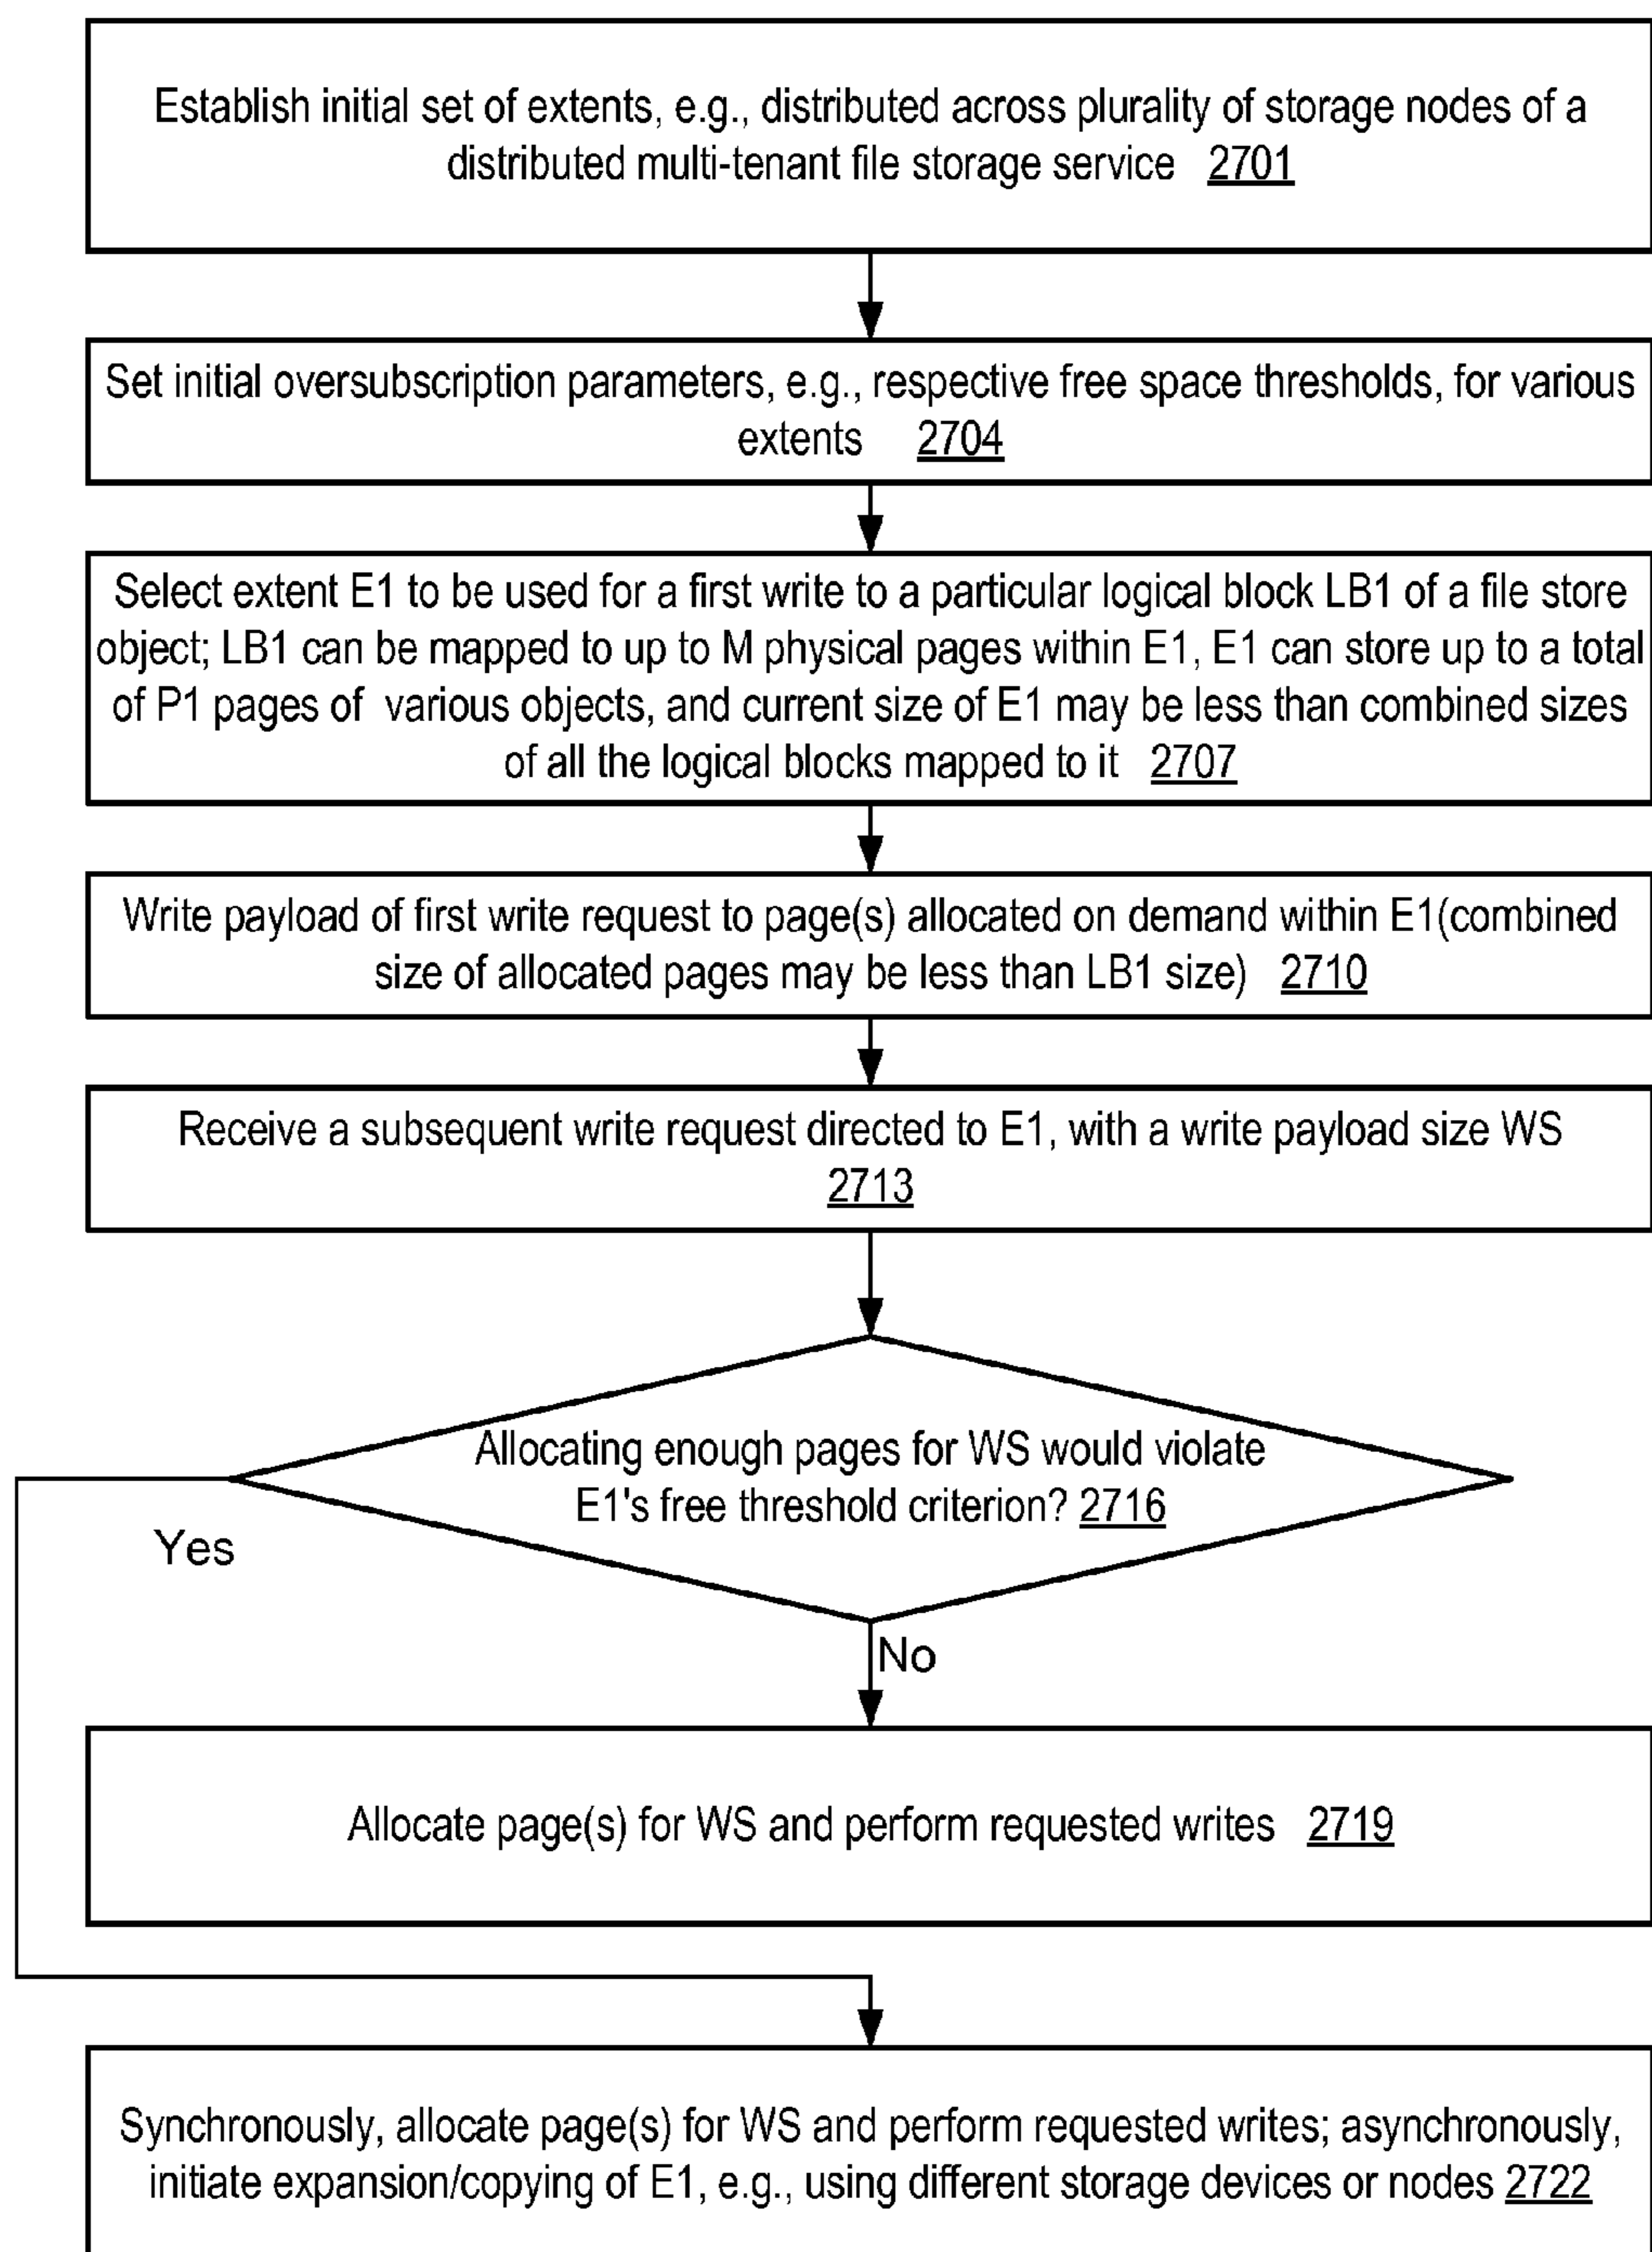 Establish initial set of extents, e.g., distributed across plurality of storage nodes of a
distributed multi-tenant file storage service 2701
Set initial oversubscription parameters, e.g., respective free space thresholds, for various
extents 2704
Select extent E1 to be used for a first write to a particular logical block LB1 of a file store
object; LB1 can be mapped to up to M physical pages within E1, E1 can store up to a total
of P1 pages of various objects, and current size of E1 may be less than combined sizes
of all the logical blocks mapped to it 2707
Write payload of first write request to page(s) allocated on demand within E1(combined
size of allocated pages may be less than LB1 size) 2710
Receive a subsequent write request directed to E1, with a write payload size WS
2713
Allocating enough pages for WS would violate
E1's free threshold criterion? 2716
Yes
No
Allocate page(s) for WS and perform requested writes 2719
Synchronously, allocate page(s) for WS and perform requested writes; asynchronously,
initiate expansion/copying of E1, e.g., using different storage devices or nodes 2722